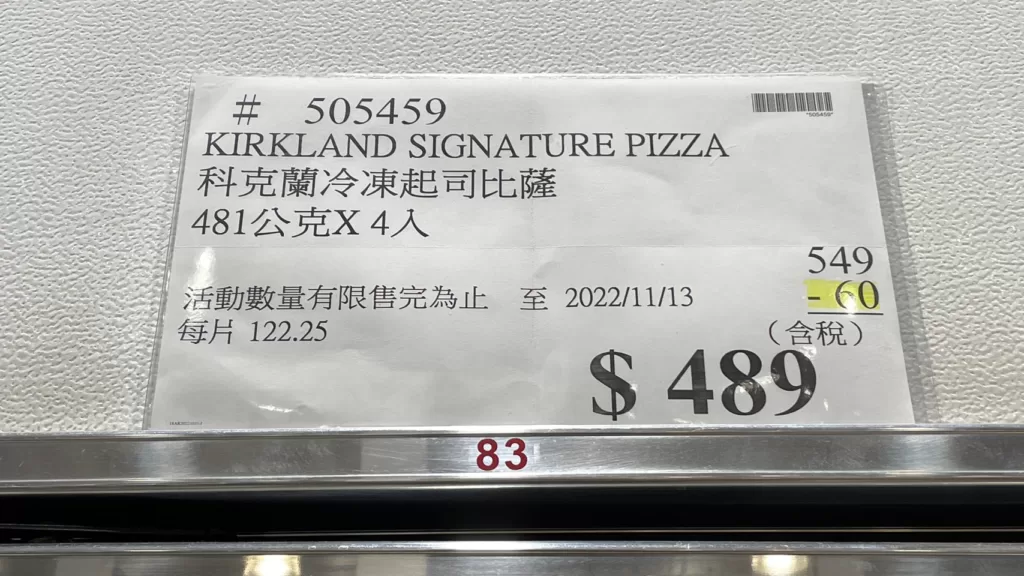 # 505459
*505459*
KIRKLAND SIGNATURE PIZZA
科克蘭冷凍起司比薩
481公克X 4入
549
- 60
活動數量有限售完為止 至 2022/11/13
每片 122.25
(含稅)
$ 489
83